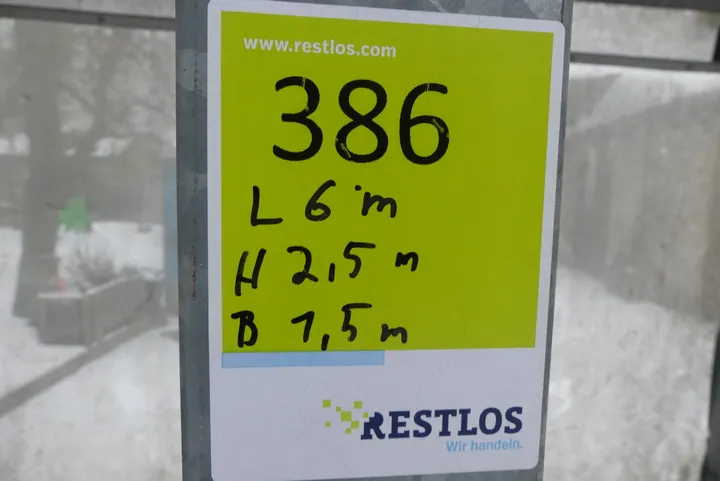 www.restlos.com
386
L 6 m
H 2,5 m
B 1,5 m
RESTLOS
Wir handeln.